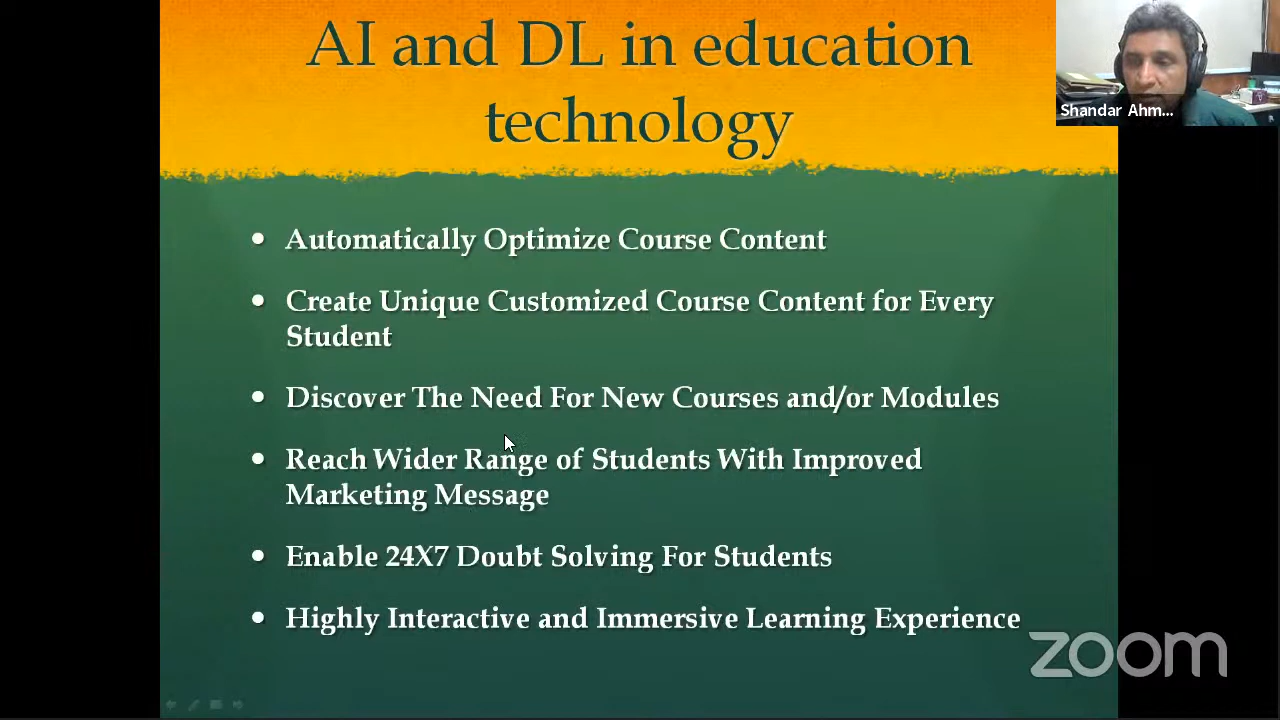 AI and DL in education
technology
Shandar Ahm...
• Automatically Optimize Course Content
• Create Unique Customized Course Content for Every
Student
• Discover The Need For New Courses and/or Modules
• Reach Wider Range of Students With Improved
Marketing Message
• Enable 24X7 Doubt Solving For Students
• Highly Interactive and Immersive Learning Experience
zoom